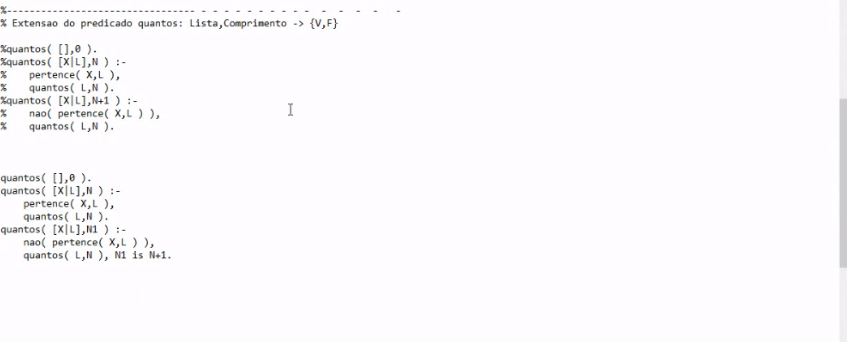 %-------------------------------- - - - - - - - - - - -  -  -  -  -   -
% Extensao do predicado quantos: Lista,Comprimento -> {V,F}
%quantos( [],0 ).
%quantos( [X|L],N ) :-
%    pertence( X,L ),
%    quantos( L,N ).
%quantos( [X|L],N+1 ) :-
%    nao( pertence( X,L ) ),
%    quantos( L,N ).
quantos( [],0 ).
quantos( [X|L],N ) :-
    pertence( X,L ),
    quantos( L,N ).
quantos( [X|L],N1 ) :-
    nao( pertence( X,L ) ),
    quantos( L,N ), N1 is N+1.